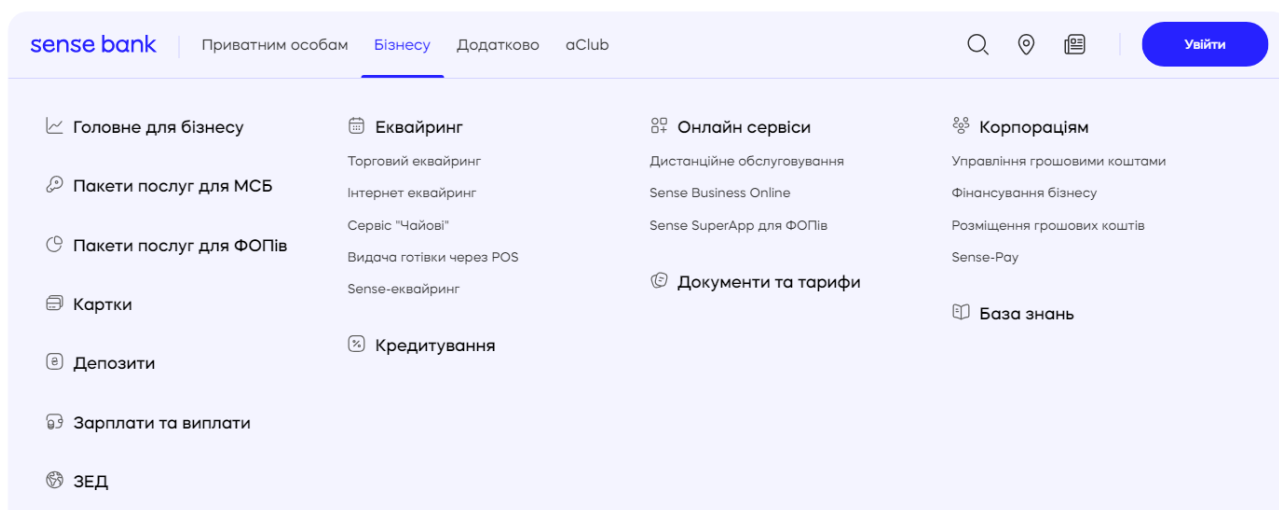 sense bank
Приватним особам
Бізнесу
Додатково
aClub
Увійти
Головне для бізнесу
Пакети послуг для МСБ
Пакети послуг для ФОПів
Картки
Депозити
Зарплати та виплати
ЗЕД
Еквайринг
Торговий еквайринг
Інтернет еквайринг
Сервіс "Чайові"
Видача готівки через POS
Sense-еквайринг
Кредитування
Онлайн сервіси
Дистанційне обслуговування
Sense Business Online
Sense SuperApp для ФОПів
Документи та тарифи
Корпораціям
Управління грошовими коштами
Фінансування бізнесу
Розміщення грошових коштів
Sense-Pay
База знань